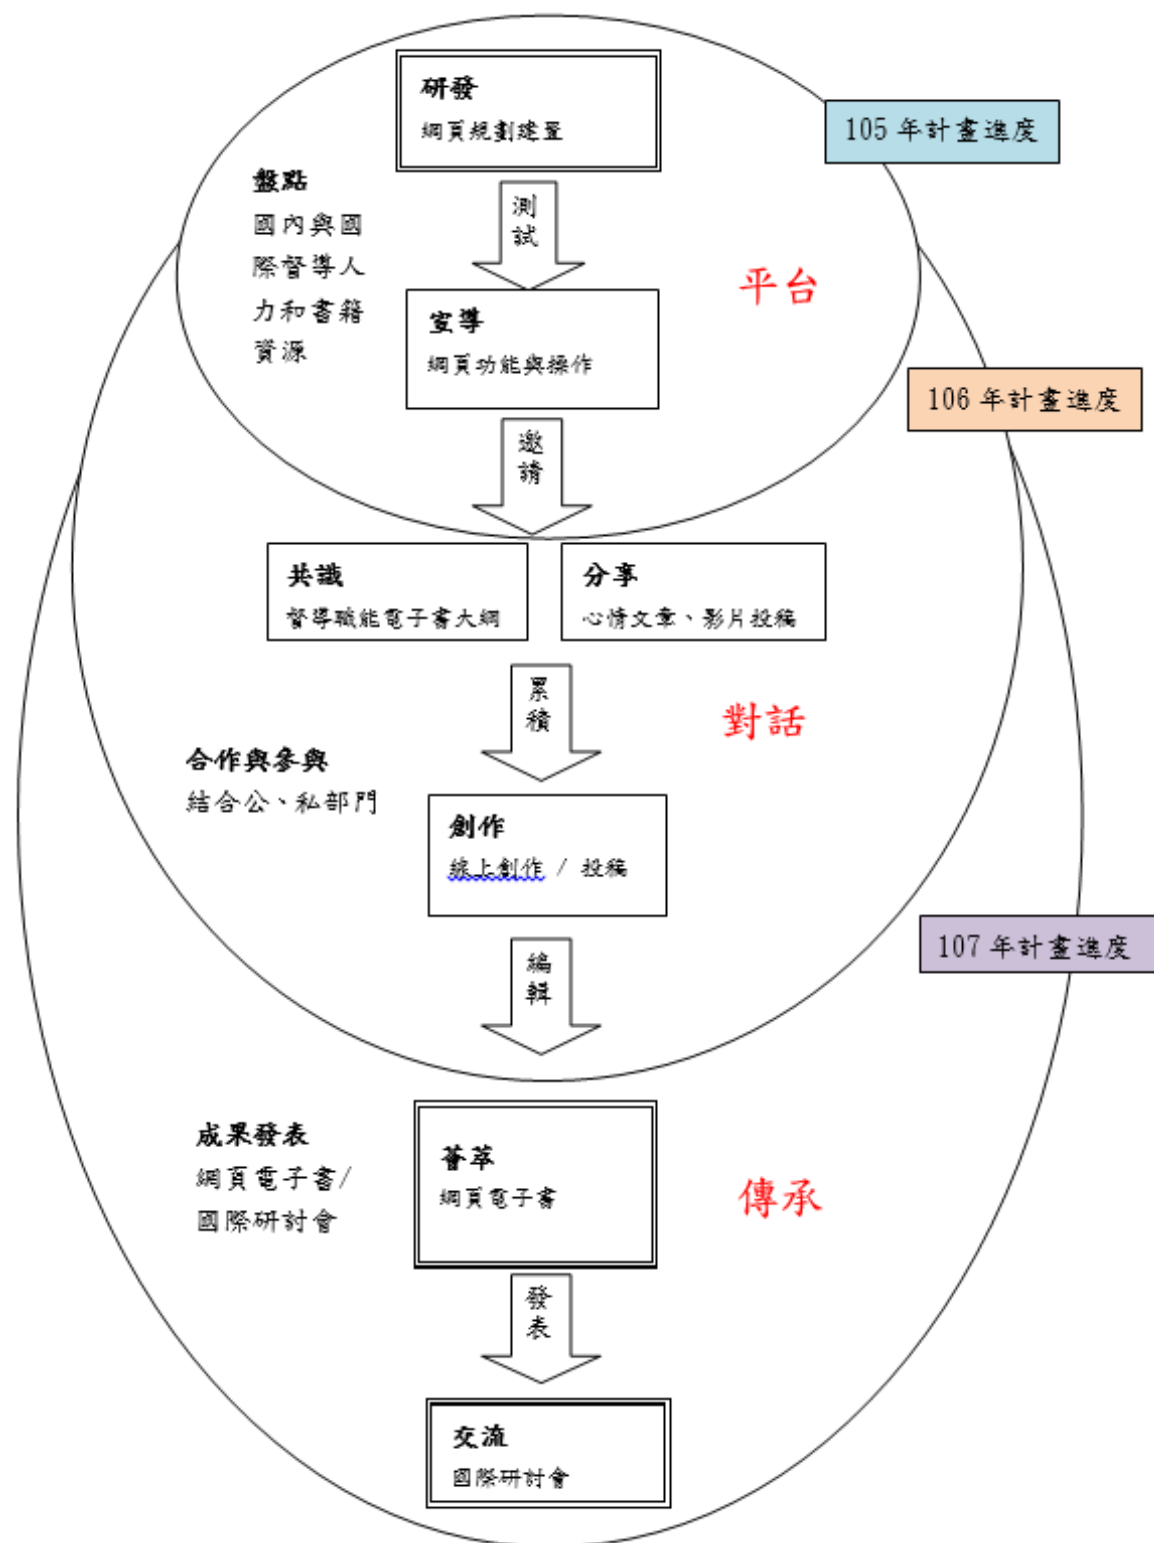 研發
網頁規劃建置
105 年計畫進度
盤點
國內與國
際督導人
力和書籍
資源
測
試
平台
宣導
網頁功能與操作
106 年計畫進度
邀
請
共識
督導職能電子書大綱
分享
心情文章、影片投稿
累
積
對話
合作與參與
結合公、私部門
創作
線上創作 / 投稿
107 年計畫進度
編
輯
成果發表
網頁電子書/
國際研討會
薈萃
網頁電子書
傳承
發
表
交流
國際研討會